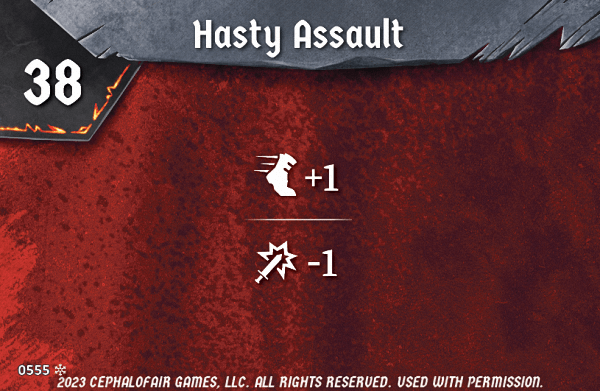 Hasty Assault
38
+1
-1
0555
2023 CEPHALOFAIR GAMES, LLC. ALL RIGHTS RESERVED. USED WITH PERMISSION.